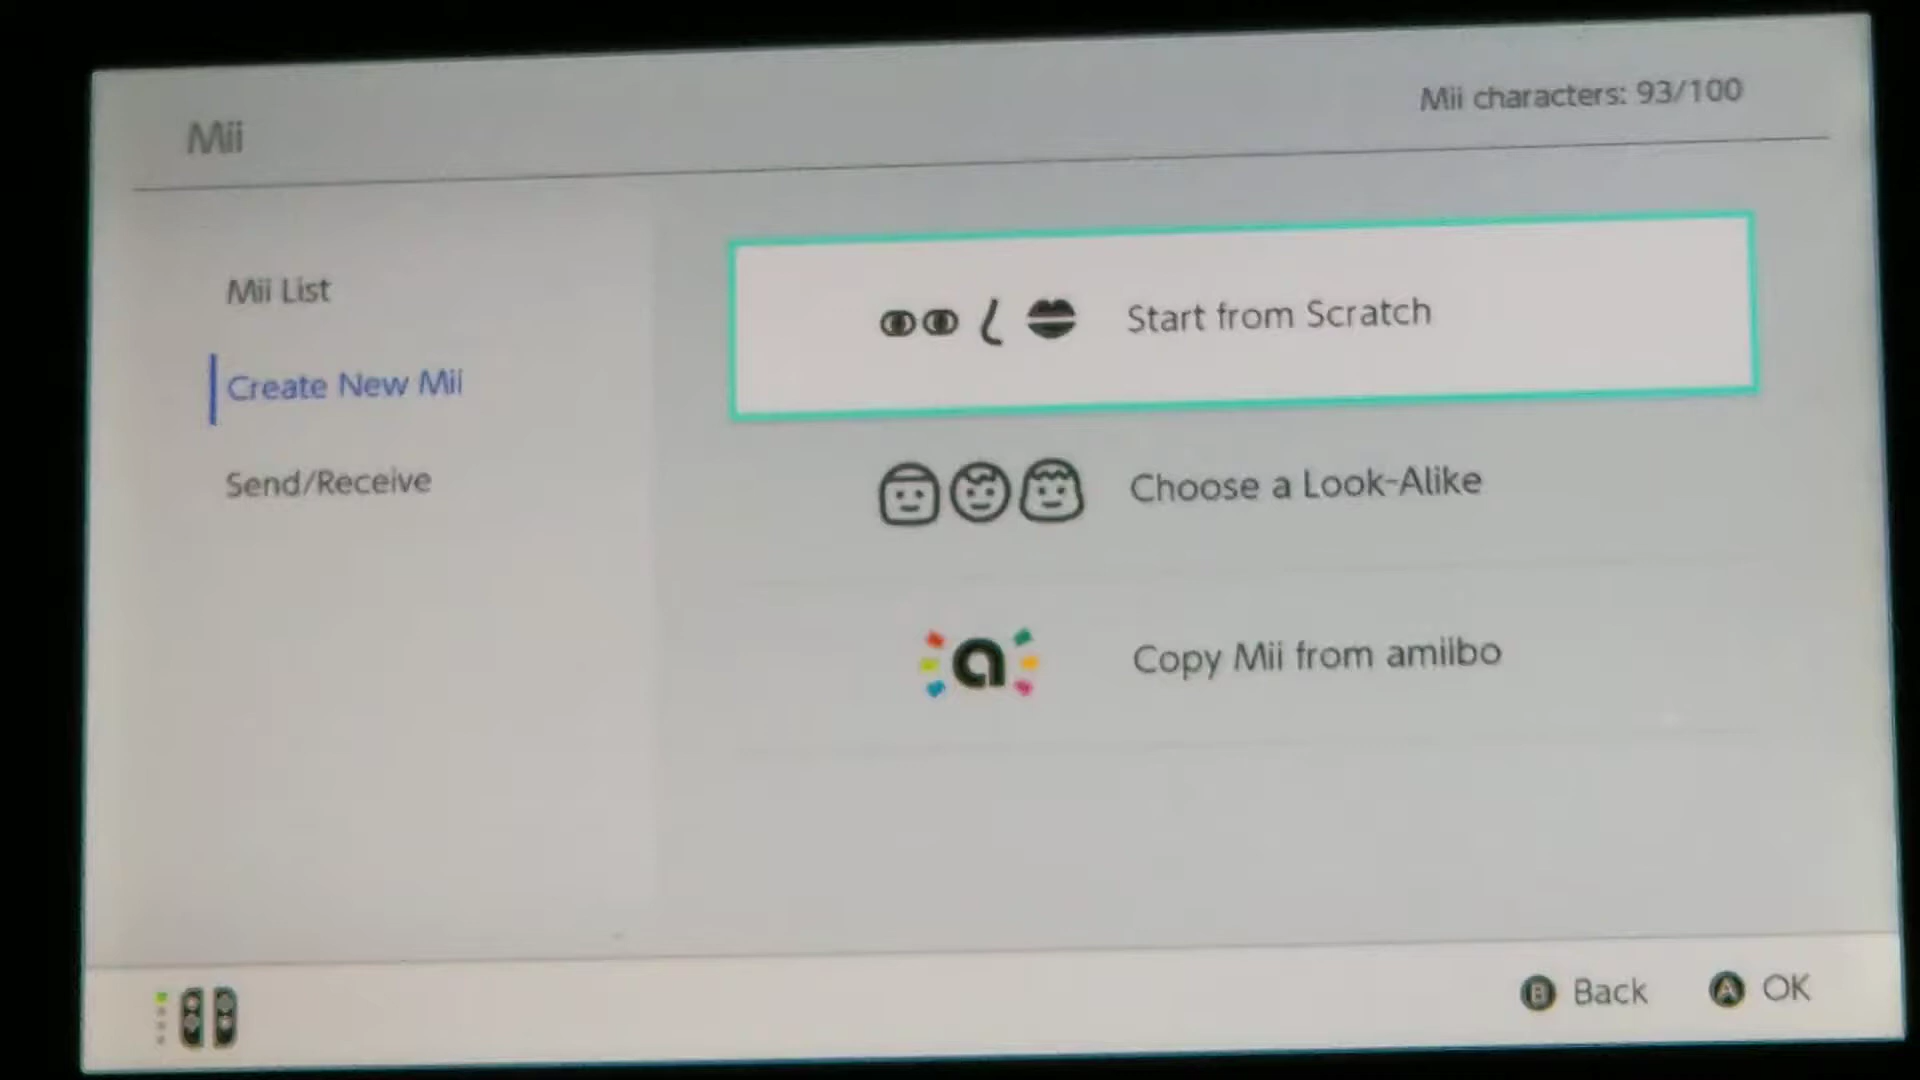 Mii
Mii characters: 93/100
Mii List
Create New Mii
Send/Receive
Start from Scratch
Choose a Look-Alike
Copy Mii from amiibo
B Back
A OK